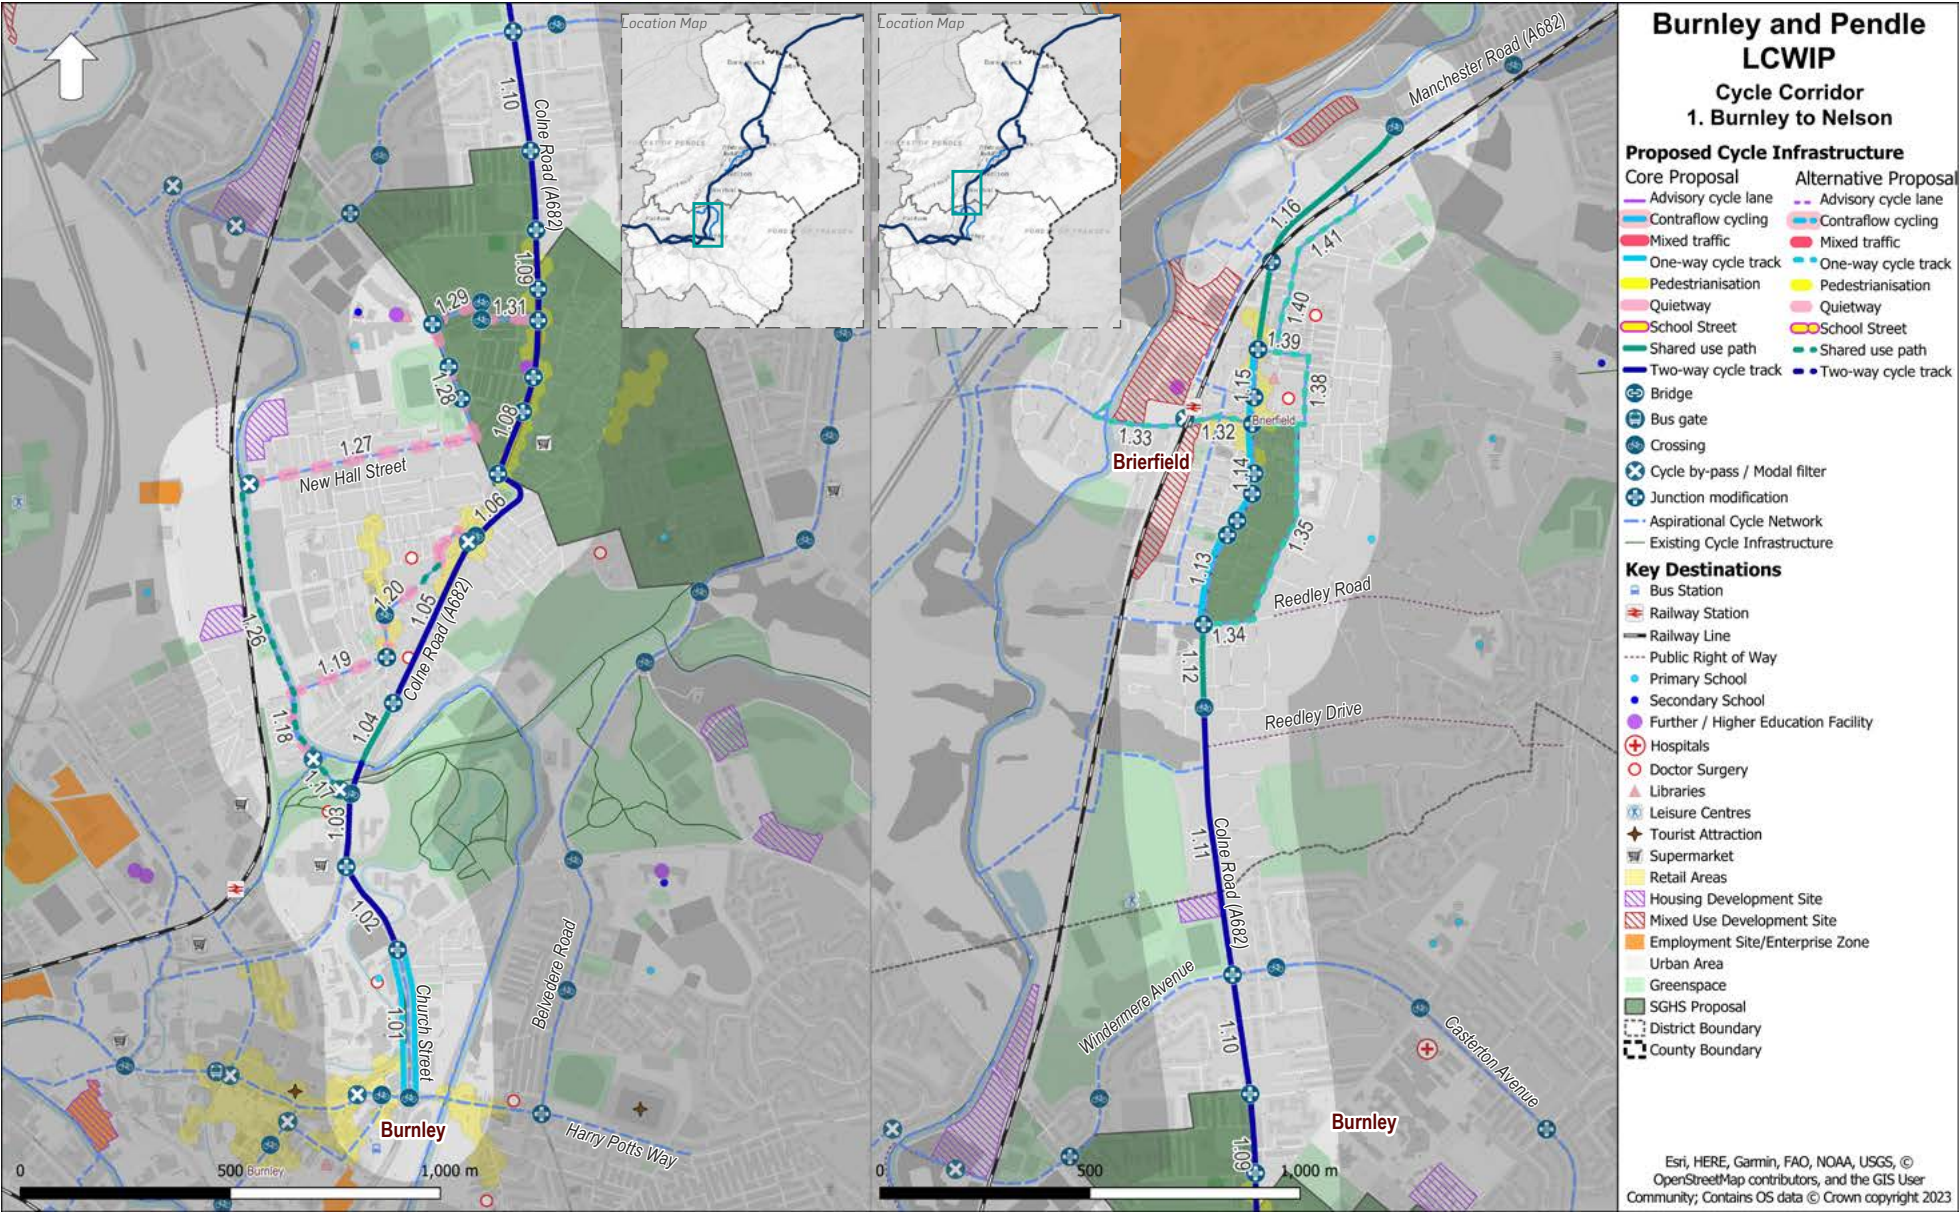 Location Map
Location Map
1.10
Colne Road (A682)
1.09
1.29
1.31
1.28
1.08
1.27
New Hall Street
1.06
1.20
1.05
Colne Road (A682)
1.26
1.19
1.18
1.04
1.17
1.03
1.02
Belvedere Road
1.01
Church Street
Burnley
Harry Potts Way
Burnley
0
500
1,000 m
Manchester Road (A682)
1.16
1.41
1.40
1.39
1.15
1.38
Brierfield
1.33
1.32
Brierfield
1.14
1.35
1.13
Reedley Road
1.34
1.12
Reedley Drive
1.11
Colne Road (A682)
Windermere Avenue
1.10
Casterton Avenue
Burnley
1.09
0
500
1,000 m
Burnley and Pendle
LCWIP
Cycle Corridor
1. Burnley to Nelson
Proposed Cycle Infrastructure
Core Proposal
Advisory cycle lane
Contraflow cycling
Mixed traffic
One-way cycle track
Pedestrianisation
Quietway
School Street
Shared use path
Two-way cycle track
Alternative Proposal
Advisory cycle lane
Contraflow cycling
Mixed traffic
One-way cycle track
Pedestrianisation
Quietway
School Street
Shared use path
Two-way cycle track
Bridge
Bus gate
Crossing
Cycle by-pass / Modal filter
Junction modification
Aspirational Cycle Network
Existing Cycle Infrastructure
Key Destinations
Bus Station
Railway Station
Railway Line
Public Right of Way
Primary School
Secondary School
Further / Higher Education Facility
Hospitals
Doctor Surgery
Libraries
Leisure Centres
Tourist Attraction
Supermarket
Retail Areas
Housing Development Site
Mixed Use Development Site
Employment Site/Enterprise Zone
Urban Area
Greenspace
SGHS Proposal
District Boundary
County Boundary
Esri, HERE, Garmin, FAO, NOAA, USGS, ©
OpenStreetMap contributors, and the GIS User
Community; Contains OS data © Crown copyright 2023